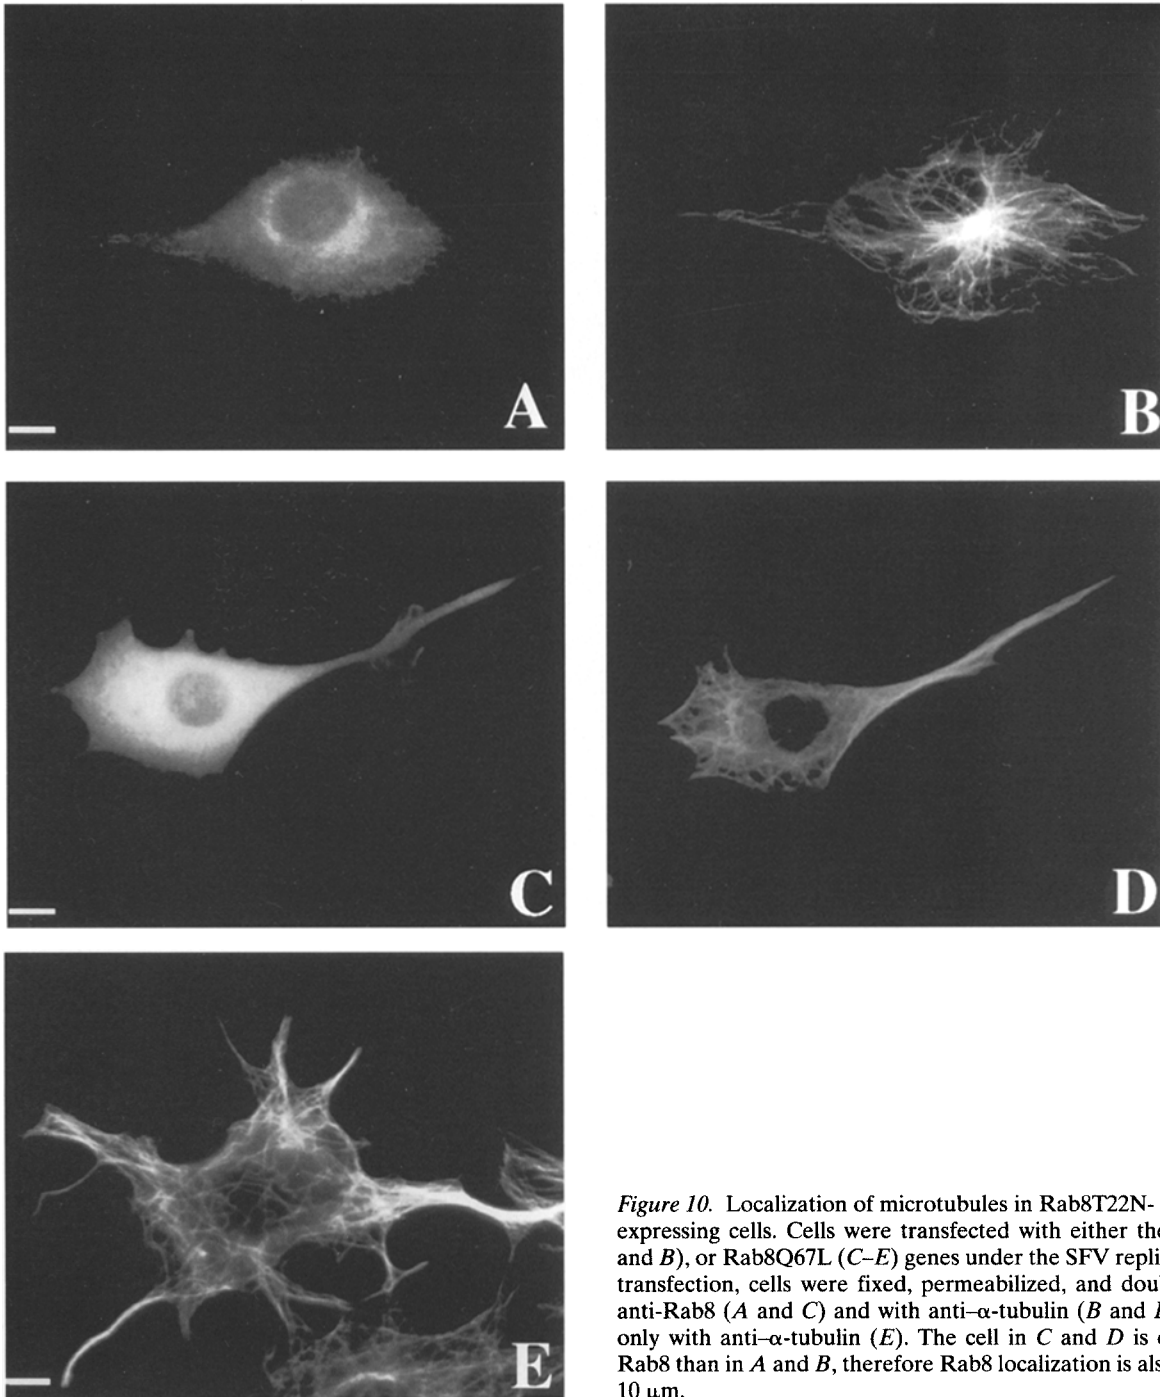 A
B
C
D
E
Figure 10. Localization of microtubules in Rab8T22N-
expressing cells. Cells were transfected with either the
and B), or Rab8Q67L (C–E) genes under the SFV repli
transfection, cells were fixed, permeabilized, and dou
anti-Rab8 (A and C) and with anti–α-tubulin (B and
only with anti–α-tubulin (E). The cell in C and D is
Rab8 than in A and B, therefore Rab8 localization is als
10 μm.